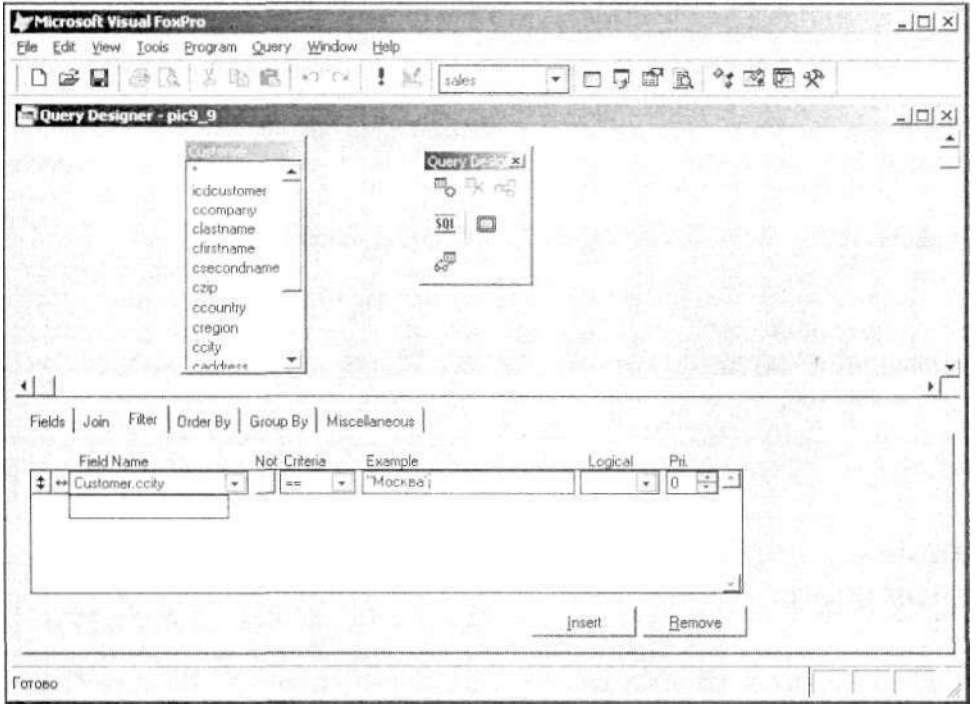 Microsoft Visual FoxPro
File Edit View Tools Program Query Window Help
sales
Query Designer - pic9_9
Customer
*
icdcustomer
ccompany
clastname
cfirstname
csecondname
czip
ccountry
cregion
ccity
caddress
Query Desig
SQL
Fields Join Filter Order By Group By Miscellaneous
Field Name Not Criteria Example Logical Pri.
Customer.ccity == "Москва" 0
Insert Remove
Готово